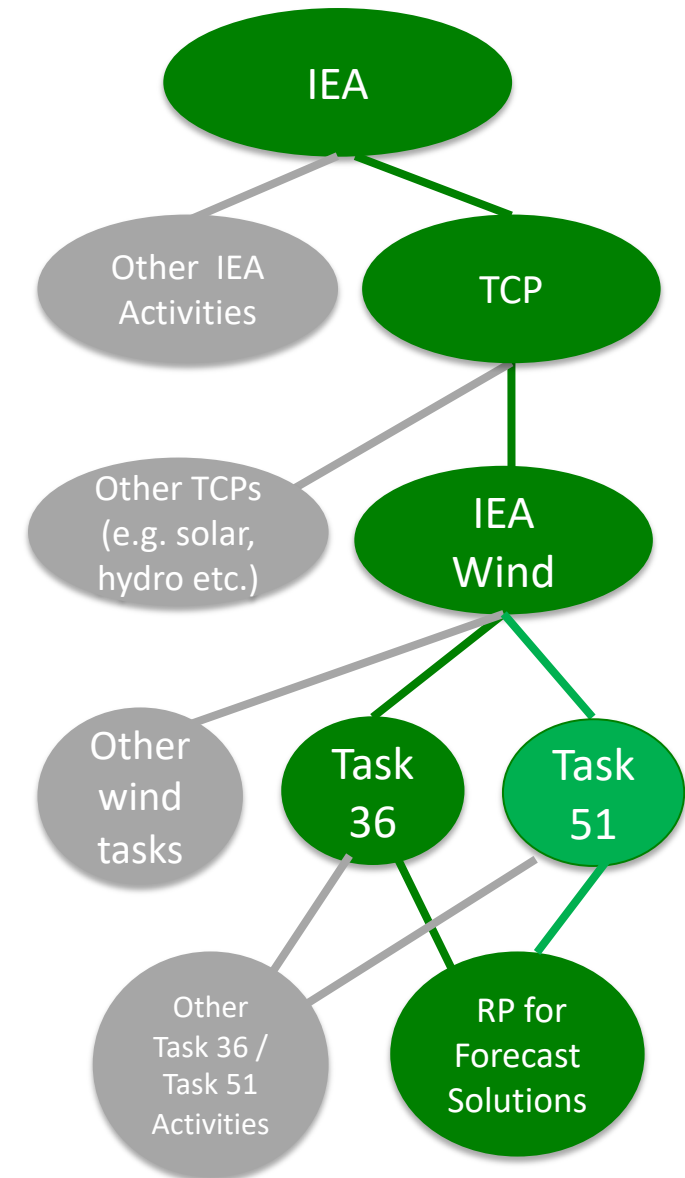 IEA
Other IEA
Activities
TCP
Other TCPs
(e.g. solar,
hydro etc.)
IEA
Wind
Other
wind
tasks
Task
36
Task
51
Other
Task 36 /
Task 51
Activities
RP for
Forecast
Solutions